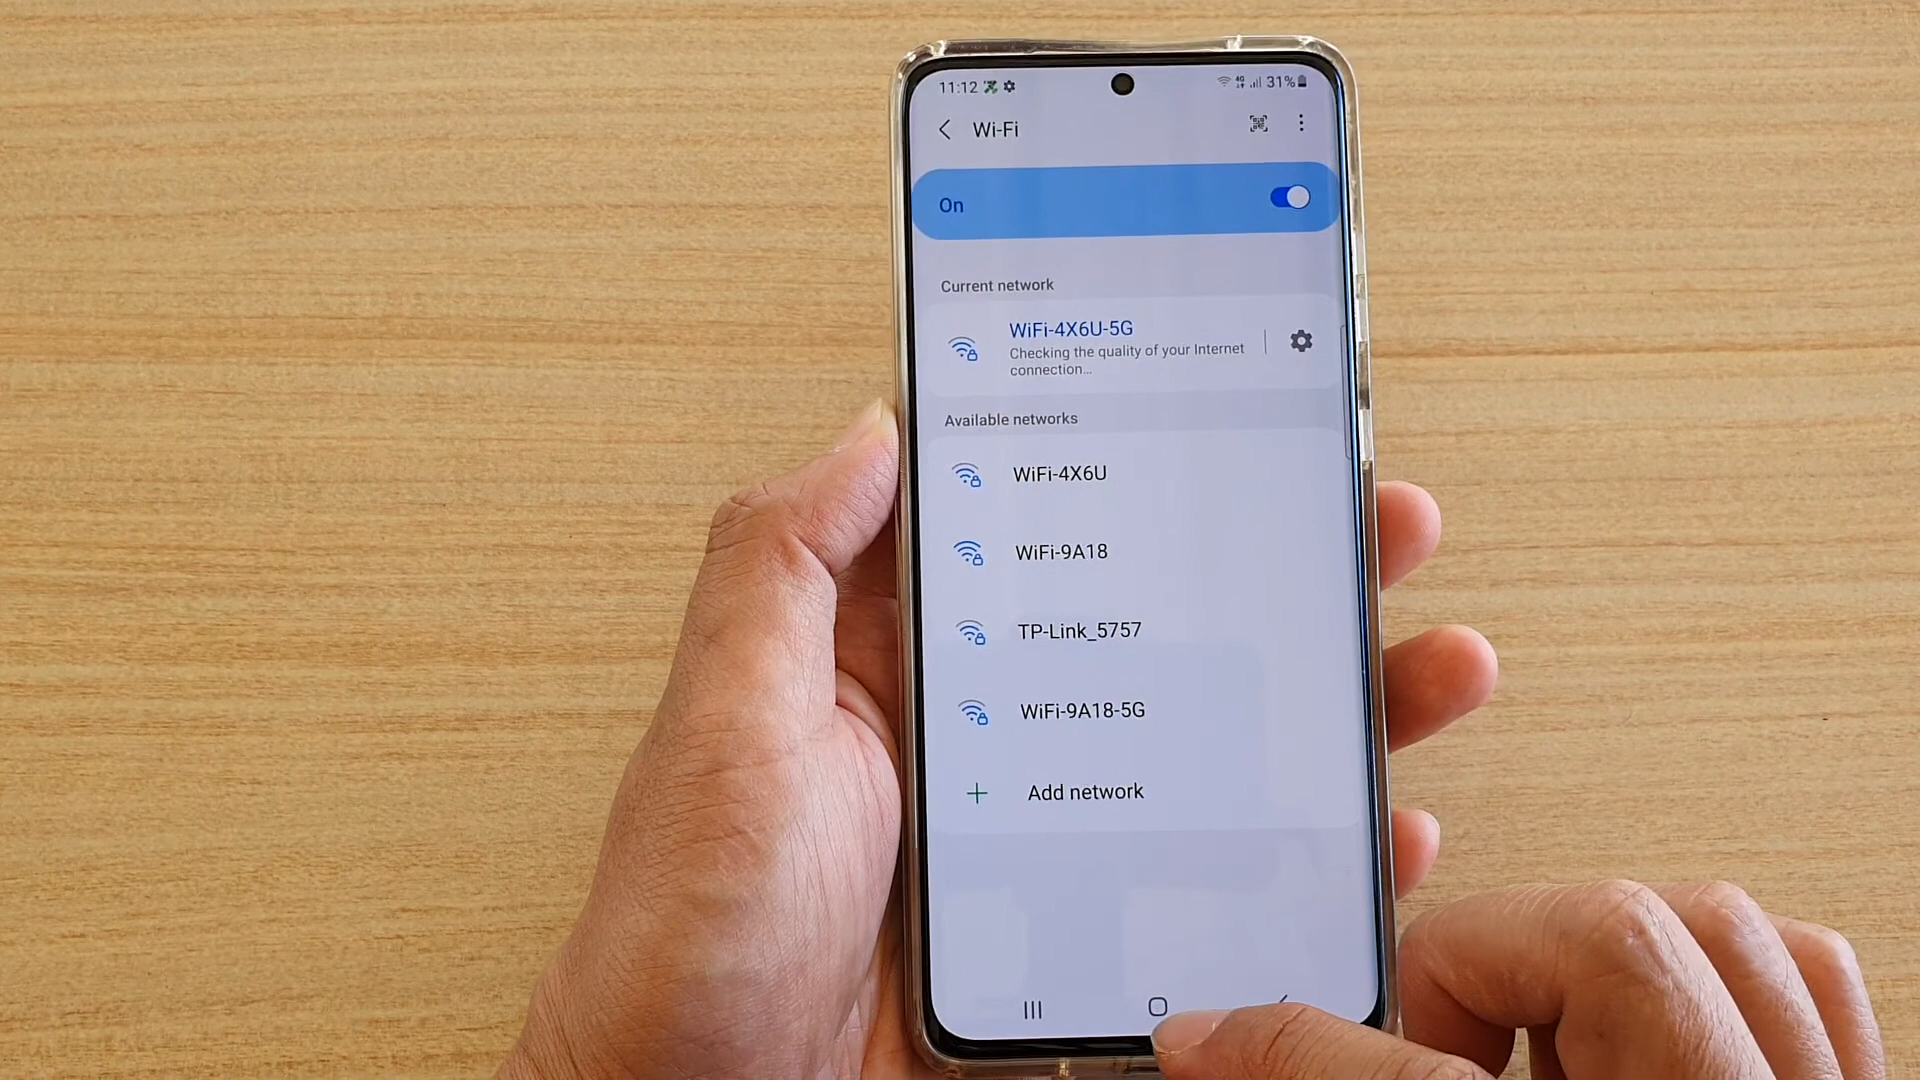 11:12
4G 31%
Wi-Fi
On
Current network
WiFi-4X6U-5G
Checking the quality of your Internet
connection...
Available networks
WiFi-4X6U
WiFi-9A18
TP-Link_5757
WiFi-9A18-5G
Add network